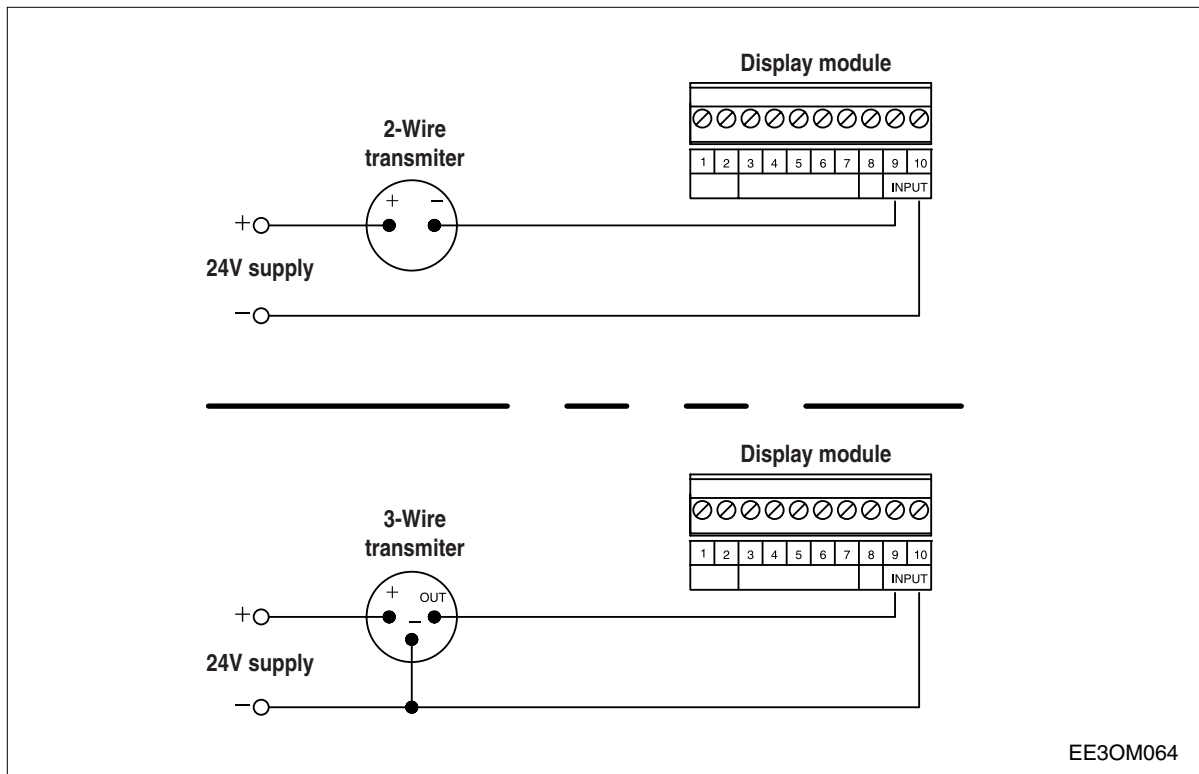 Display module
2-Wire
transmiter
1 2 3 4 5 6 7 8 9 10
INPUT
+ −
+
24V supply
−
Display module
3-Wire
transmiter
1 2 3 4 5 6 7 8 9 10
INPUT
+ OUT
−
+
24V supply
−
EE3OM064